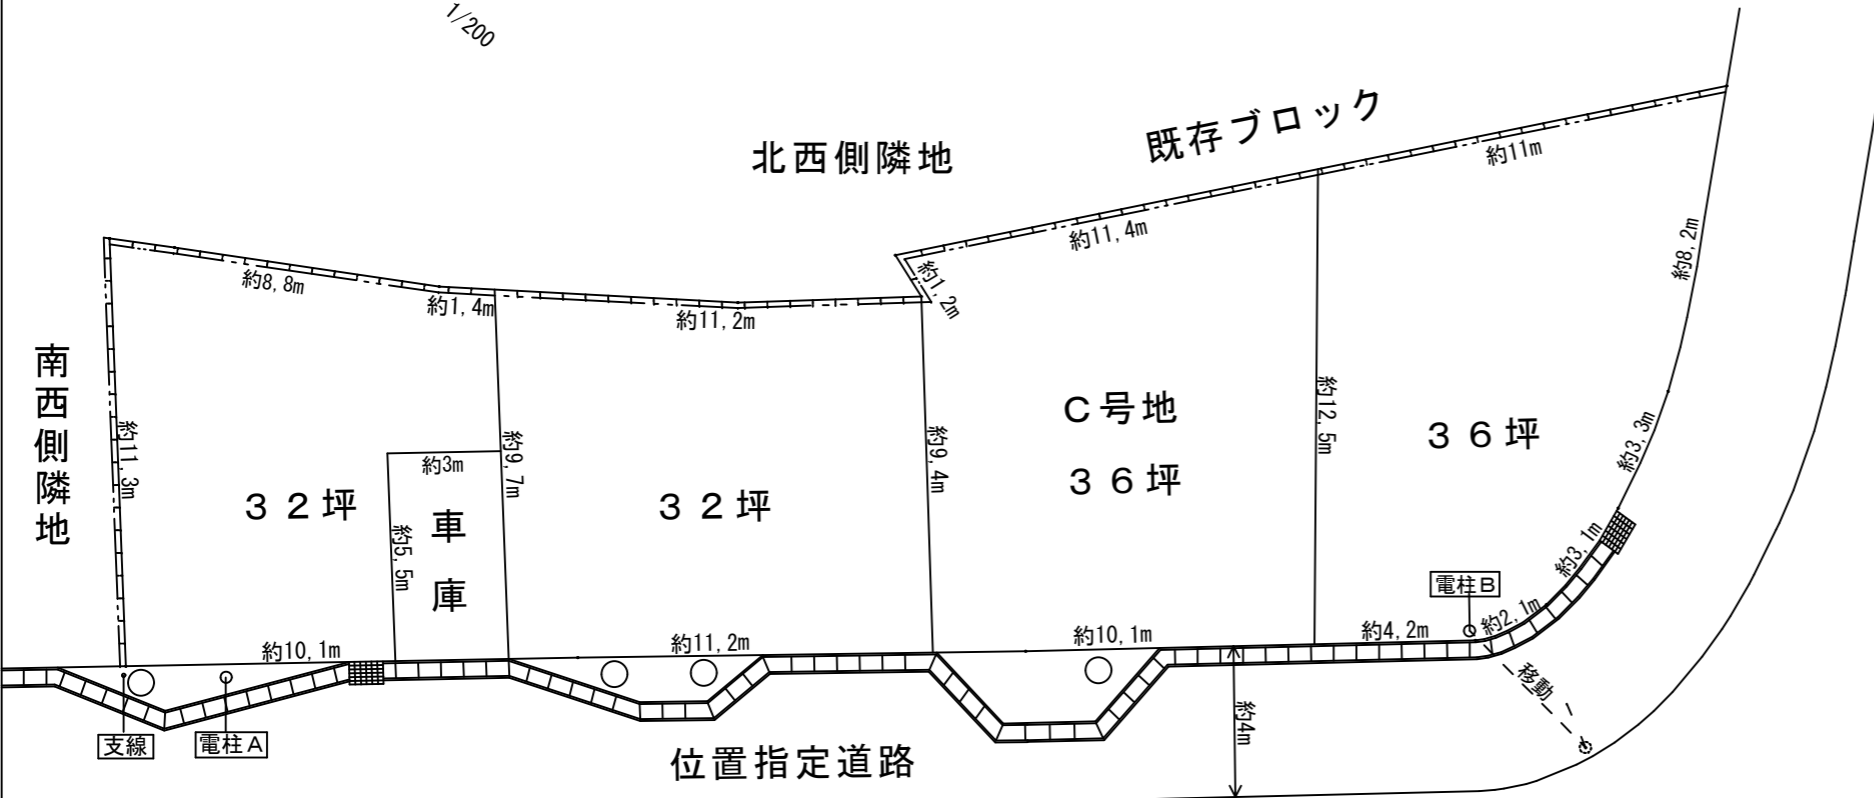 1/200
北西側隣地
既存ブロック
約11m
約11,4m
約8,2m
約1,2m
約8,8m
約1,4m
約11,2m
南西側隣地
約11,3m
約3m
約9,7m
約9,4m
C号地
36坪
約12,5m
36坪
約3,3m
32坪
車庫
約5,5m
32坪
約3,1m
電柱B
約2,1m
約10,1m
約11,2m
約10,1m
約4,2m
移動
支線
電柱A
位置指定道路
約4m